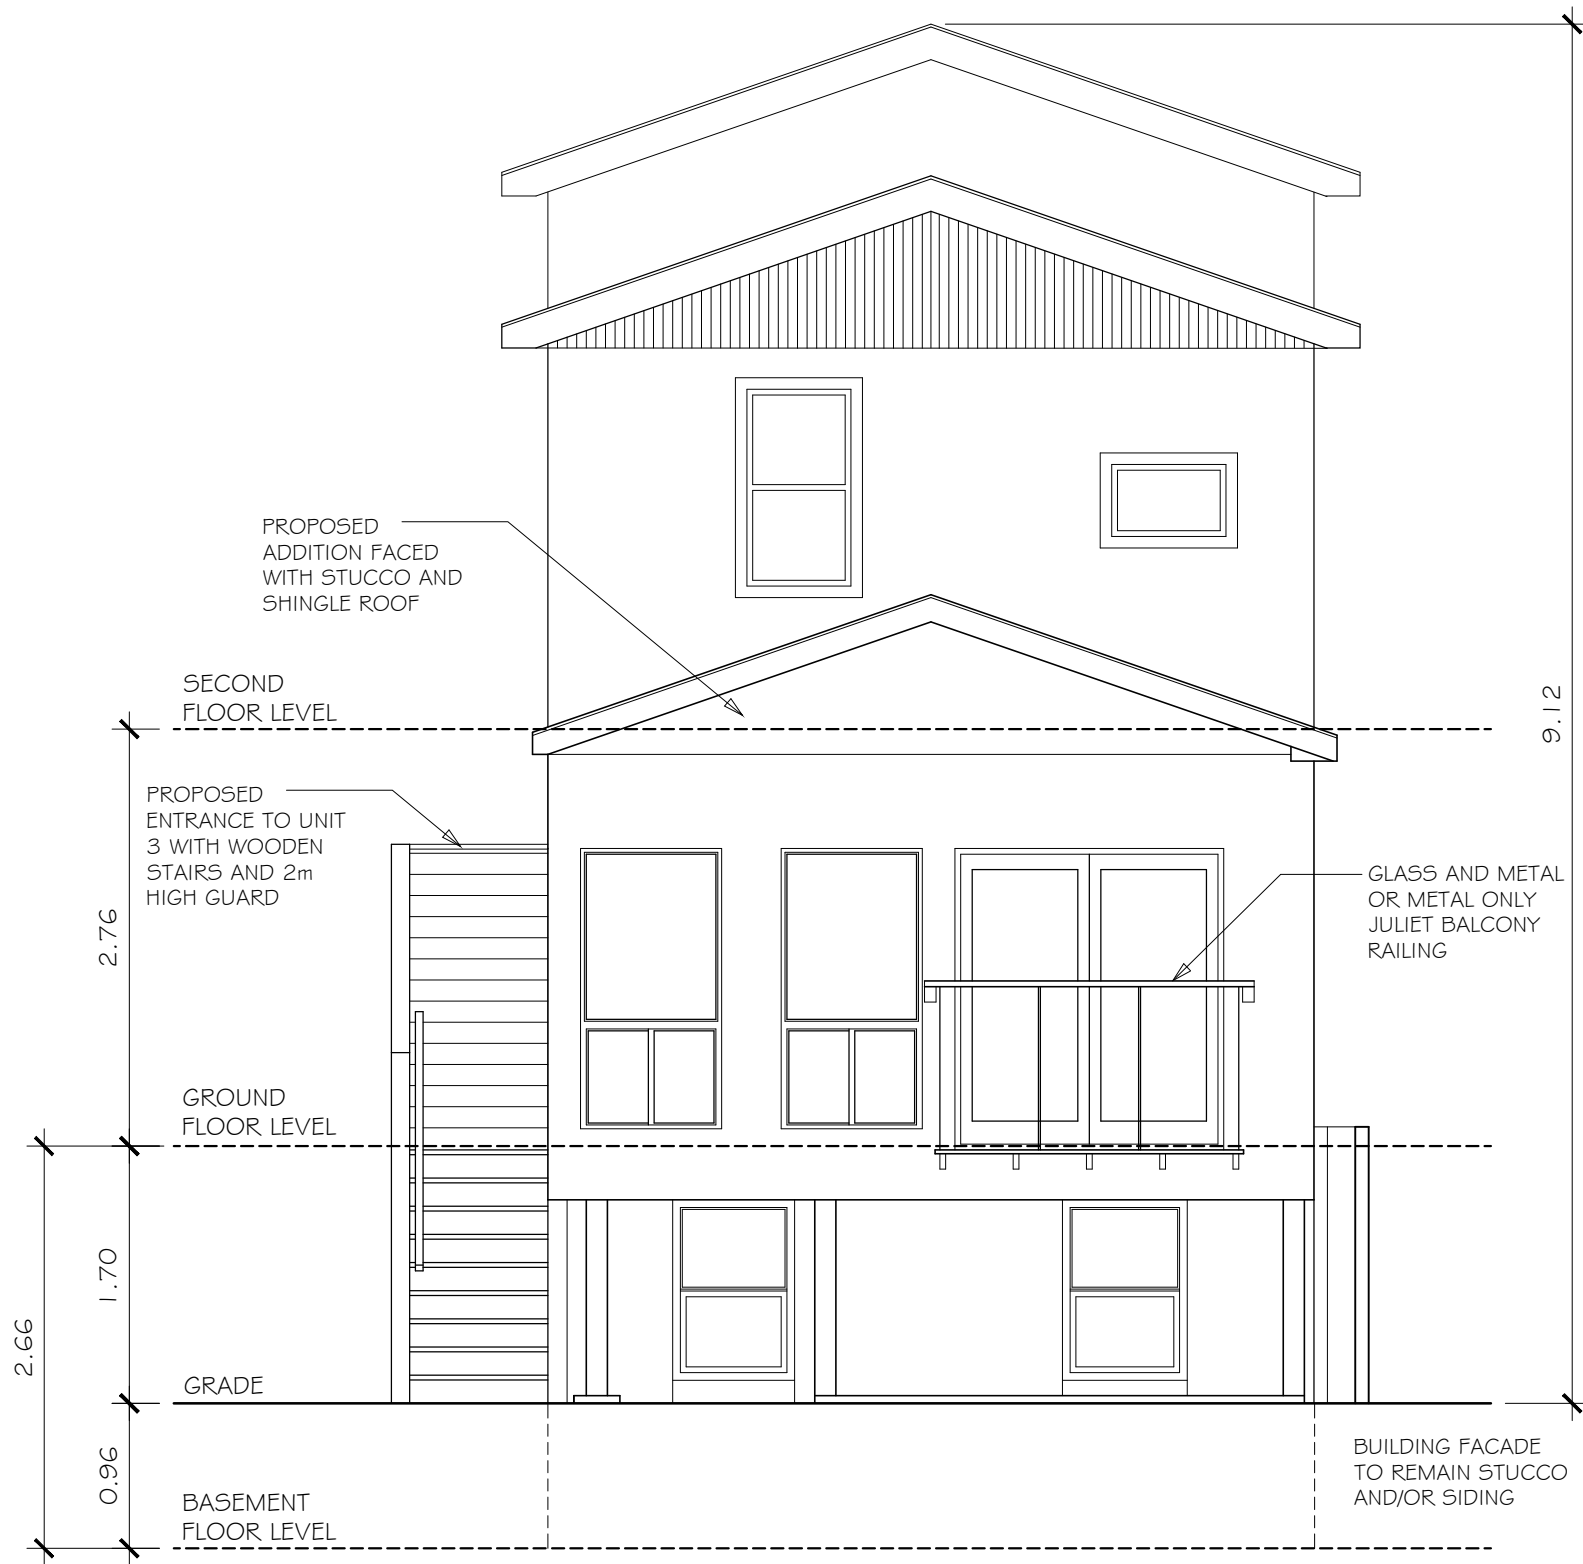 PROPOSED
ADDITION FACED
WITH STUCCO AND
SHINGLE ROOF
SECOND
FLOOR LEVEL
9.12
PROPOSED
ENTRANCE TO UNIT
3 WITH WOODEN
STAIRS AND 2m
HIGH GUARD
GLASS AND METAL
OR METAL ONLY
JULIET BALCONY
RAILING
2.76
GROUND
FLOOR LEVEL
1.70
2.66
GRADE
0.96
BUILDING FACADE
TO REMAIN STUCCO
AND/OR SIDING
BASEMENT
FLOOR LEVEL